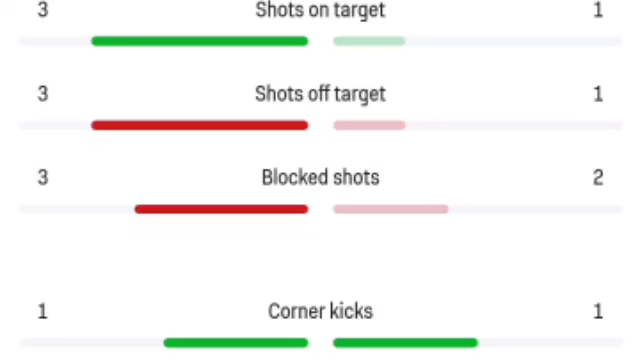 3 Shots on target 1
3 Shots off target 1
3 Blocked shots 2
1 Corner kicks 1